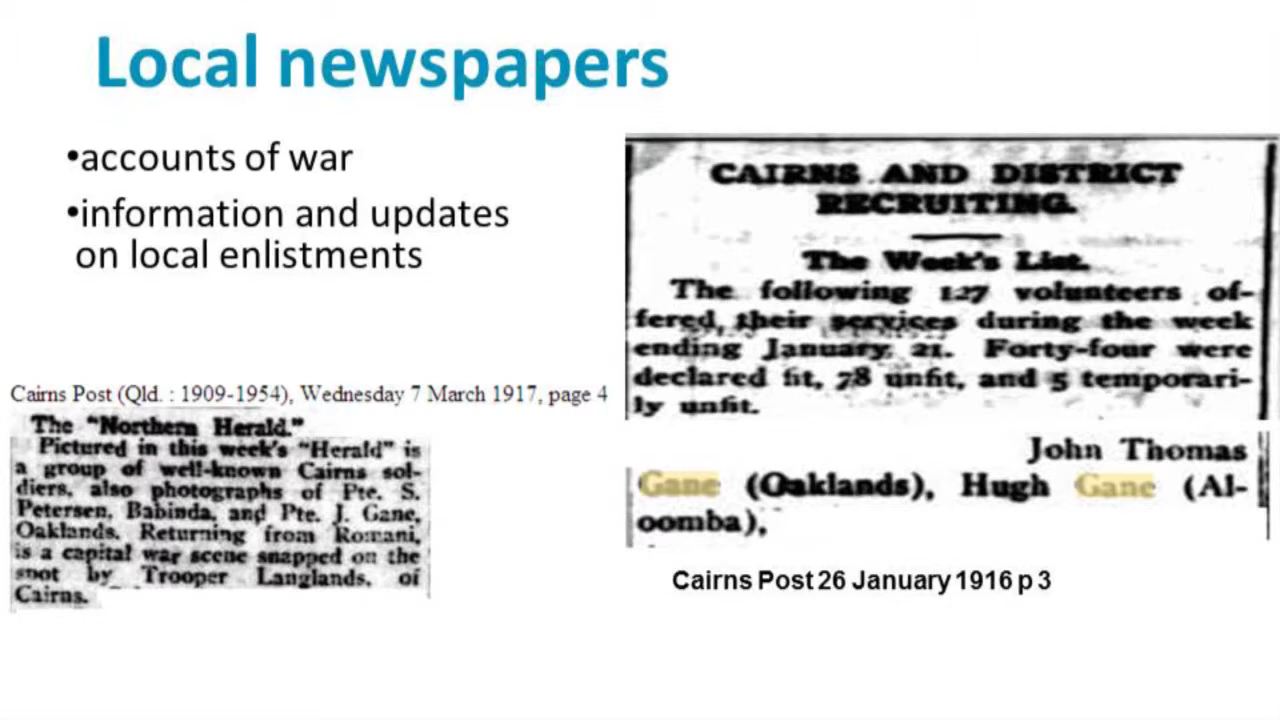 Local newspapers
•accounts of war
•information and updates
on local enlistments
Cairns Post (Qld. : 1909-1954), Wednesday 7 March 1917, page 4
The "Northern Herald."
Pictured in this week's "Herald" is
a group of well-known Cairns sol-
diers, also photographs of Pte. S.
Petersen, Babinda, and Pte. J. Gane,
Oaklands. Returning from Romani,
is a capital war scene snapped on the
spot by Trooper Langlands, of
Cairns.
CAIRNS AND DISTRICT
RECRUITING.
The Week's List.
The following 127 volunteers of-
fered their services during the week
ending January 21. Forty-four were
declared fit, 78 unfit, and 5 temporari-
ly unfit.
John Thomas
Gane (Oaklands), Hugh Gane (Al-
oomba),
Cairns Post 26 January 1916 p 3